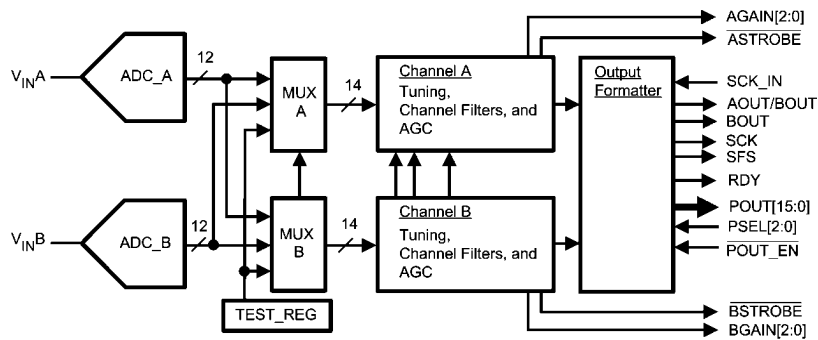 AGAIN[2:0]
ASTROBE
12
14
V_IN A
ADC_A
MUX
A
Channel A
Tuning,
Channel Filters, and
AGC
Output
Formatter
SCK_IN
AOUT/BOUT
BOUT
SCK
SFS
RDY
POUT[15:0]
PSEL[2:0]
POUT_EN
12
14
V_IN B
ADC_B
MUX
B
Channel B
Tuning,
Channel Filters, and
AGC
TEST_REG
BSTROBE
BGAIN[2:0]